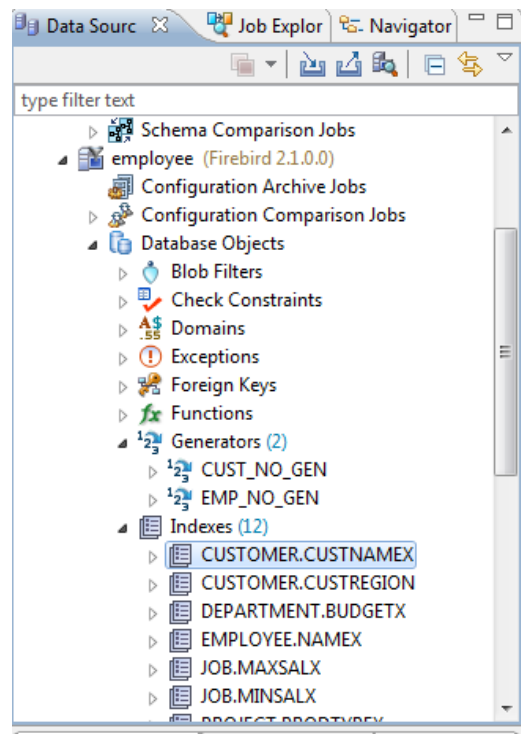 Data Sourc Job Explor Navigator
type filter text
Schema Comparison Jobs
employee (Firebird 2.1.0.0)
Configuration Archive Jobs
Configuration Comparison Jobs
Database Objects
Blob Filters
Check Constraints
Domains
Exceptions
Foreign Keys
Functions
Generators (2)
CUST_NO_GEN
EMP_NO_GEN
Indexes (12)
CUSTOMER.CUSTNAMEX
CUSTOMER.CUSTREGION
DEPARTMENT.BUDGETX
EMPLOYEE.NAMEX
JOB.MAXSALX
JOB.MINSALX